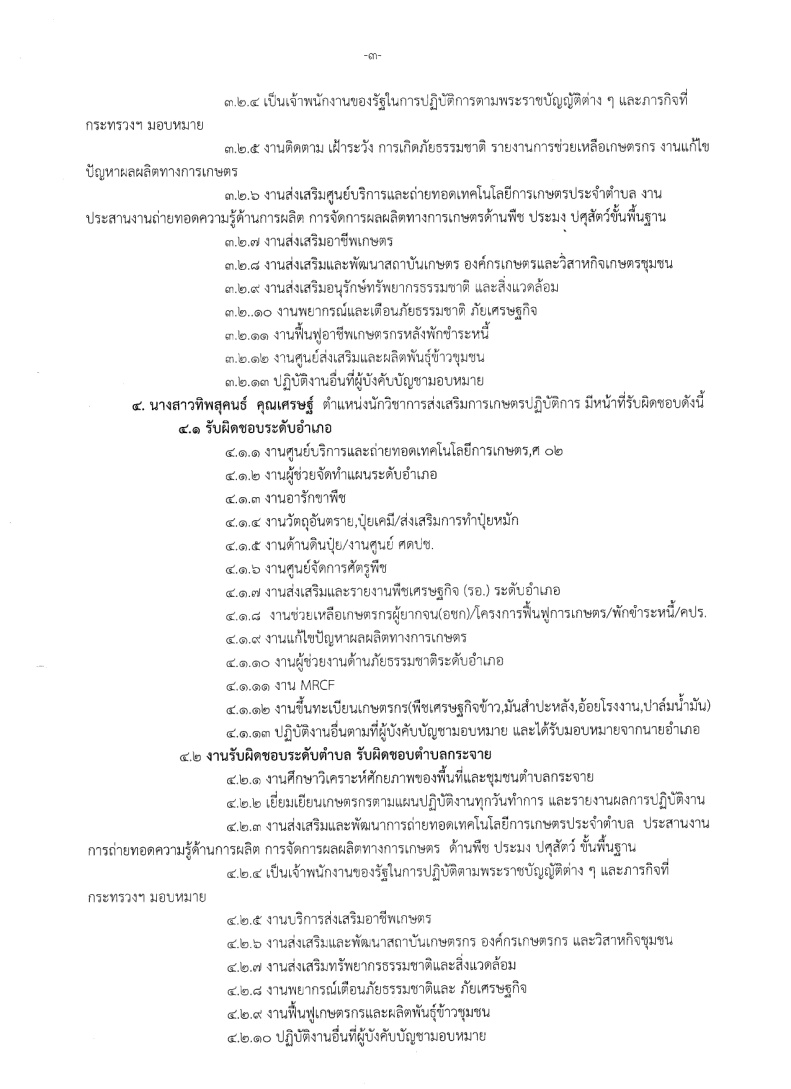 -๓-
๓.๒.๔ เป็นเจ้าพนักงานของรัฐในการปฏิบัติการตามพระราชบัญญัติต่าง ๆ และภารกิจที่
กระทรวงฯ มอบหมาย
๓.๒.๕ งานติดตาม เฝ้าระวัง การเกิดภัยธรรมชาติ รายงานการช่วยเหลือเกษตรกร งานแก้ไข
ปัญหาผลผลิตทางการเกษตร
๓.๒.๖ งานส่งเสริมศูนย์บริการและถ่ายทอดเทคโนโลยีการเกษตรประจำตำบล งาน
ประสานงานถ่ายทอดความรู้ด้านการผลิต การจัดการผลผลิตทางการเกษตรด้านพืช ประมง ปศุสัตว์ขั้นพื้นฐาน
๓.๒.๗ งานส่งเสริมอาชีพเกษตร
๓.๒.๘ งานส่งเสริมและพัฒนาสถาบันเกษตร องค์กรเกษตรและวิสาหกิจเกษตรชุมชน
๓.๒.๙ งานส่งเสริมอนุรักษ์ทรัพยากรธรรมชาติ และสิ่งแวดล้อม
๓.๒..๑๐ งานพยากรณ์และเตือนภัยธรรมชาติ ภัยเศรษฐกิจ
๓.๒.๑๑ งานฟื้นฟูอาชีพเกษตรกรหลังพักชำระหนี้
๓.๒.๑๒ งานศูนย์ส่งเสริมและผลิตพันธุ์ข้าวชุมชน
๓.๒.๑๓ ปฏิบัติงานอื่นที่ผู้บังคับบัญชามอบหมาย
๔. นางสาวทิพสุคนธ์ คุณเศรษฐ์ ตำแหน่งนักวิชาการส่งเสริมการเกษตรปฏิบัติการ มีหน้าที่รับผิดชอบดังนี้
๔.๑ รับผิดชอบระดับอำเภอ
๔.๑.๑ งานศูนย์บริการและถ่ายทอดเทคโนโลยีการเกษตร,ศ ๐๒
๔.๑.๒ งานผู้ช่วยจัดทำแผนระดับอำเภอ
๔.๑.๓ งานอารักขาพืช
๔.๑.๔ งานวัตถุอันตราย,ปุ๋ยเคมี/ส่งเสริมการทำปุ๋ยหมัก
๔.๑.๕ งานด้านดินปุ๋ย/งานศูนย์ ศดปช.
๔.๑.๖ งานศูนย์จัดการศัตรูพืช
๔.๑.๗ งานส่งเสริมและรายงานพืชเศรษฐกิจ (รอ.) ระดับอำเภอ
๔.๑.๘ งานช่วยเหลือเกษตรกรผู้ยากจน(อชก)/โครงการฟื้นฟูการเกษตร/พักชำระหนี้/คปร.
๔.๑.๙ งานแก้ไขปัญหาผลผลิตทางการเกษตร
๔.๑.๑๐ งานผู้ช่วยงานด้านภัยธรรมชาติระดับอำเภอ
๔.๑.๑๑ งาน MRCF
๔.๑.๑๒ งานขึ้นทะเบียนเกษตรกร(พืชเศรษฐกิจข้าว,มันสำปะหลัง,อ้อยโรงงาน,ปาล์มน้ำมัน)
๔.๑.๑๓ ปฏิบัติงานอื่นตามที่ผู้บังคับบัญชามอบหมาย และได้รับมอบหมายจากนายอำเภอ
๔.๒ งานรับผิดชอบระดับตำบล รับผิดชอบตำบลกระจาย
๔.๒.๑ งานศึกษาวิเคราะห์ศักยภาพของพื้นที่และชุมชนตำบลกระจาย
๔.๒.๒ เยี่ยมเยียนเกษตรกรตามแผนปฏิบัติงานทุกวันทำการ และรายงานผลการปฏิบัติงาน
๔.๒.๓ งานส่งเสริมและพัฒนาการถ่ายทอดเทคโนโลยีการเกษตรประจำตำบล ประสานงาน
การถ่ายทอดความรู้ด้านการผลิต การจัดการผลผลิตทางการเกษตร ด้านพืช ประมง ปศุสัตว์ ขั้นพื้นฐาน
๔.๒.๔ เป็นเจ้าพนักงานของรัฐในการปฏิบัติตามพระราชบัญญัติต่าง ๆ และภารกิจที่
กระทรวงฯ มอบหมาย
๔.๒.๕ งานบริการส่งเสริมอาชีพเกษตร
๔.๒.๖ งานส่งเสริมและพัฒนาสถาบันเกษตรกร องค์กรเกษตรกร และวิสาหกิจชุมชน
๔.๒.๗ งานส่งเสริมทรัพยากรธรรมชาติและสิ่งแวดล้อม
๔.๒.๘ งานพยากรณ์เตือนภัยธรรมชาติและ ภัยเศรษฐกิจ
๔.๒.๙ งานฟื้นฟูเกษตรกรและผลิตพันธุ์ข้าวชุมชน
๔.๒.๑๐ ปฏิบัติงานอื่นที่ผู้บังคับบัญชามอบหมาย